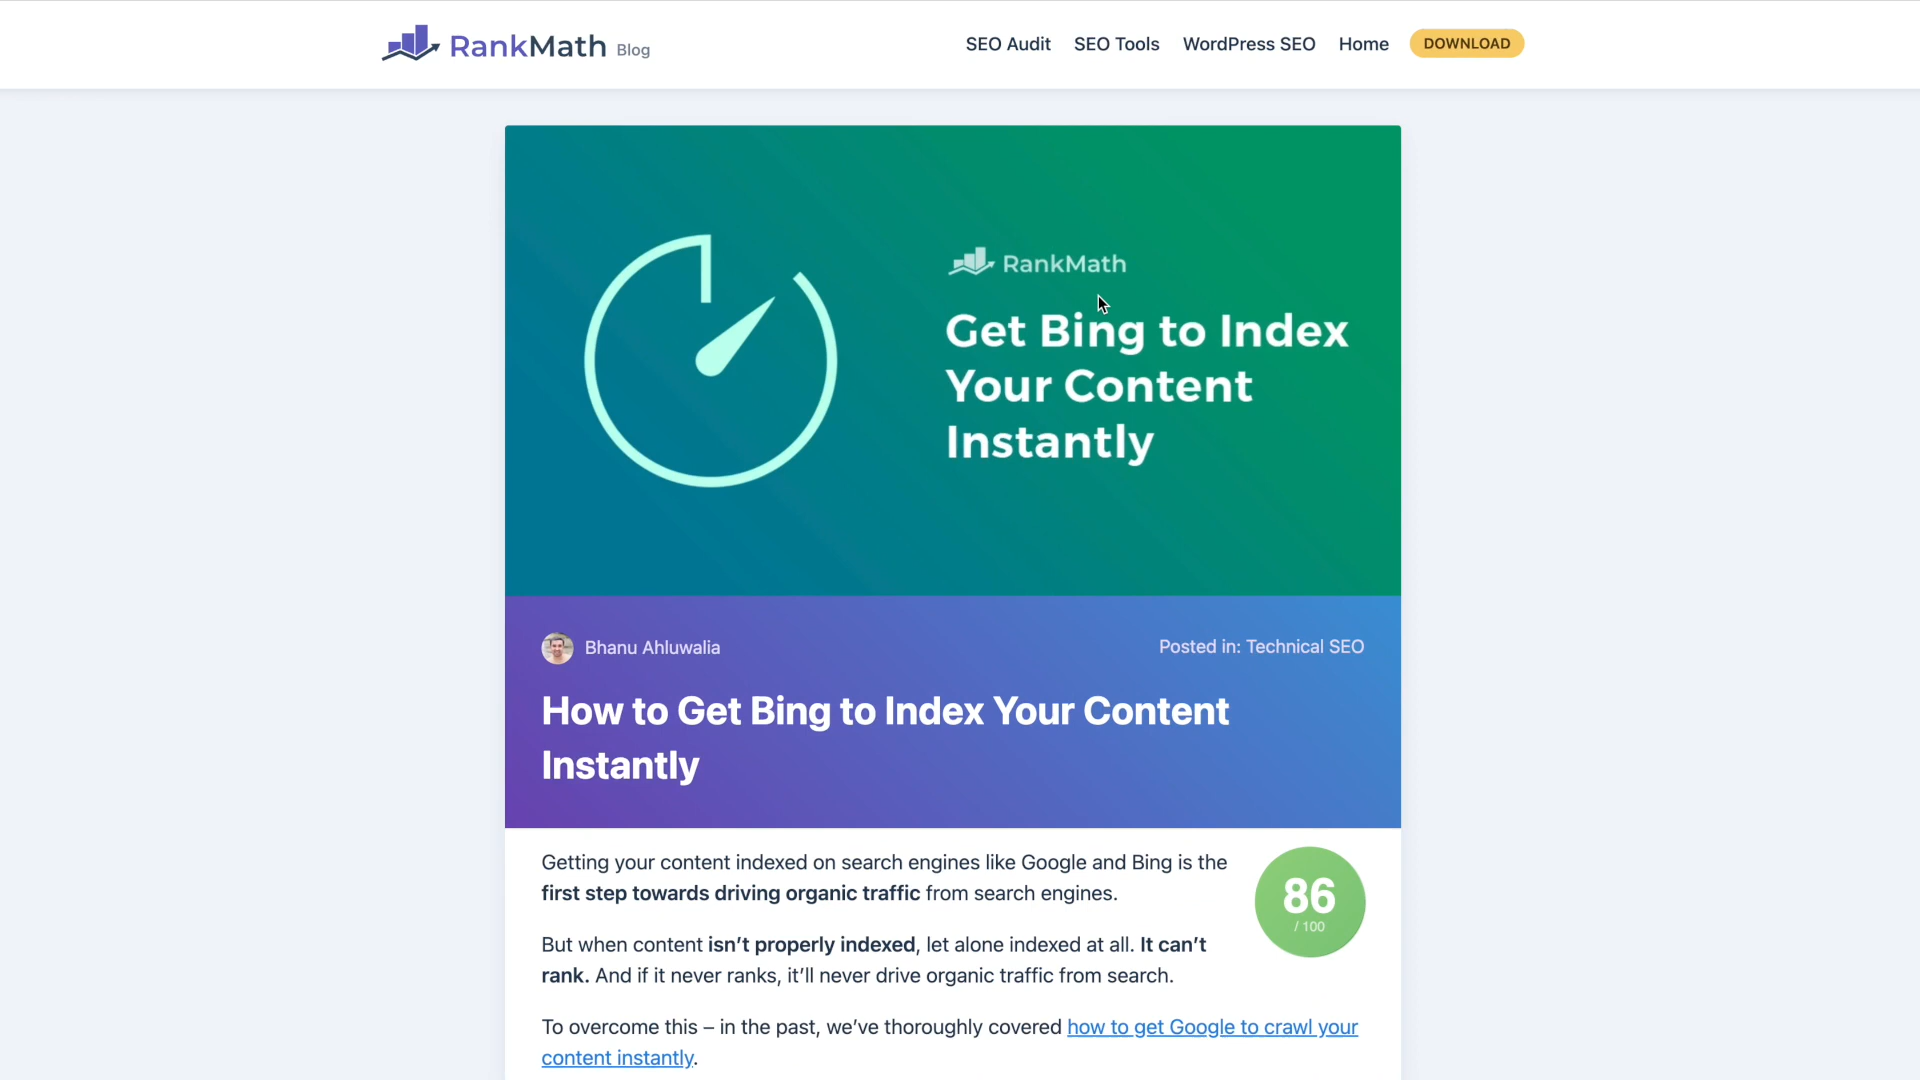 RankMath Blog
SEO Audit SEO Tools WordPress SEO Home DOWNLOAD
RankMath
Get Bing to Index
Your Content
Instantly
Bhanu Ahluwalia
Posted in: Technical SEO
How to Get Bing to Index Your Content
Instantly
Getting your content indexed on search engines like Google and Bing is the
first step towards driving organic traffic from search engines.
86
/ 100
But when content isn’t properly indexed, let alone indexed at all. It can’t
rank. And if it never ranks, it’ll never drive organic traffic from search.
To overcome this – in the past, we’ve thoroughly covered how to get Google to crawl your
content instantly.